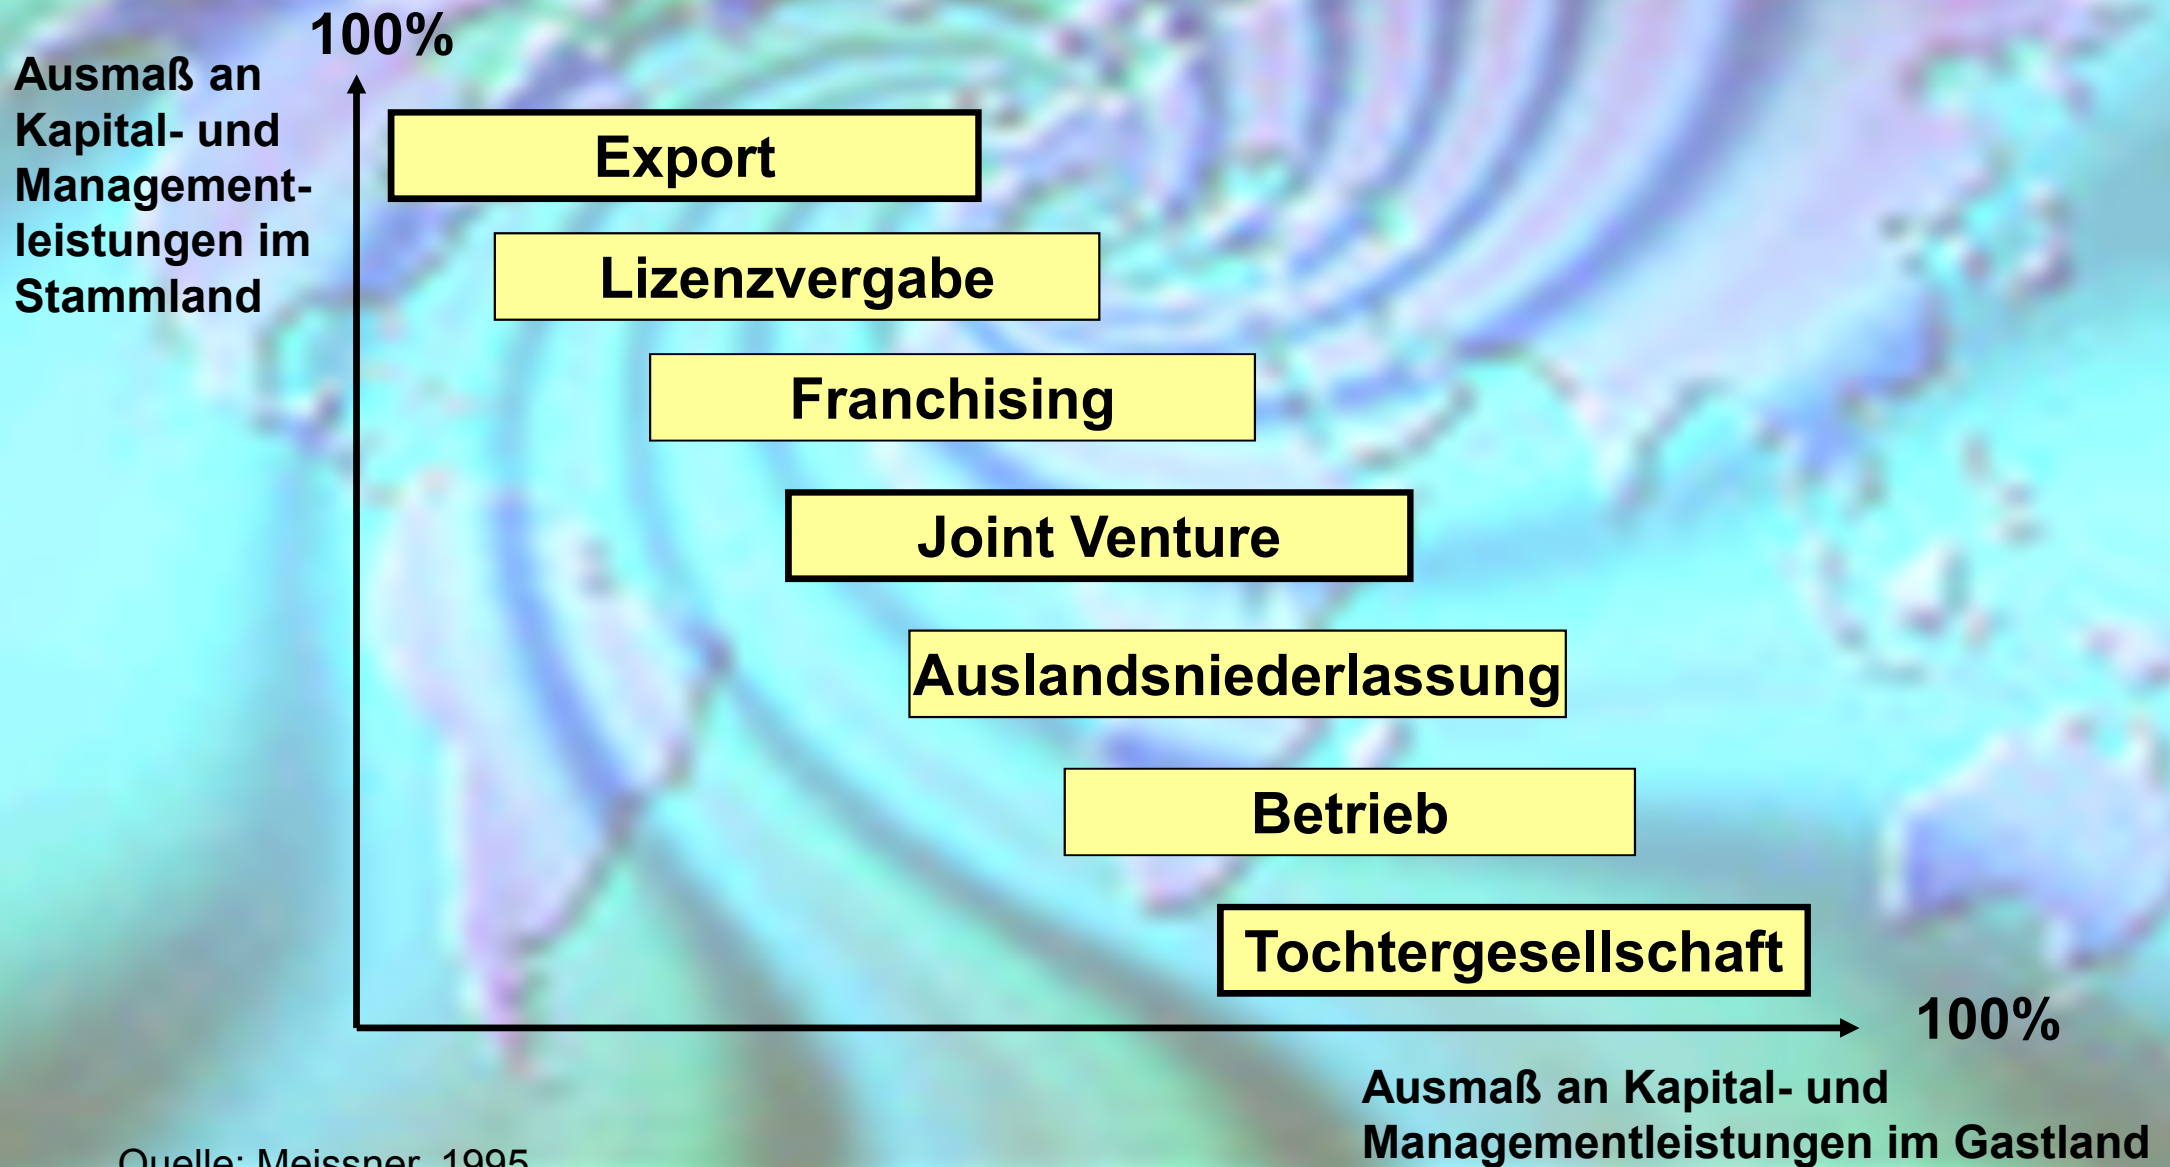 100%
Ausmaß an
Kapital- und
Management-
leistungen im
Stammland
Export
Lizenzvergabe
Franchising
Joint Venture
Auslandsniederlassung
Betrieb
Tochtergesellschaft
100%
Ausmaß an Kapital- und
Managementleistungen im Gastland
Quelle: Meissner, 1995